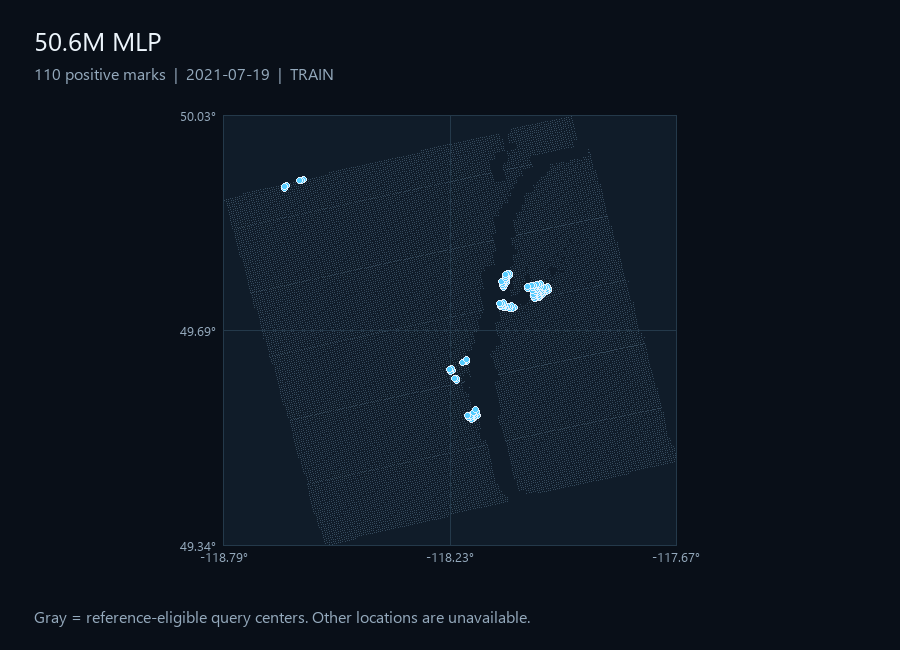 50.6M MLP
110 positive marks | 2021-07-19 | TRAIN
50.03°
49.69°
49.34°
-118.79°
-118.23°
-117.67°
Gray = reference-eligible query centers. Other locations are unavailable.